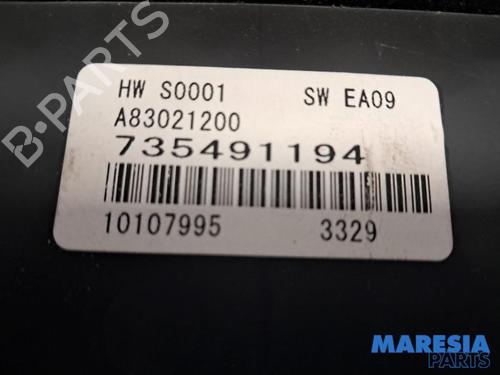 B-PARTS
HW S0001 SW EA09
A83021200
735491194
10107995 3329
MARESIA
PARTS